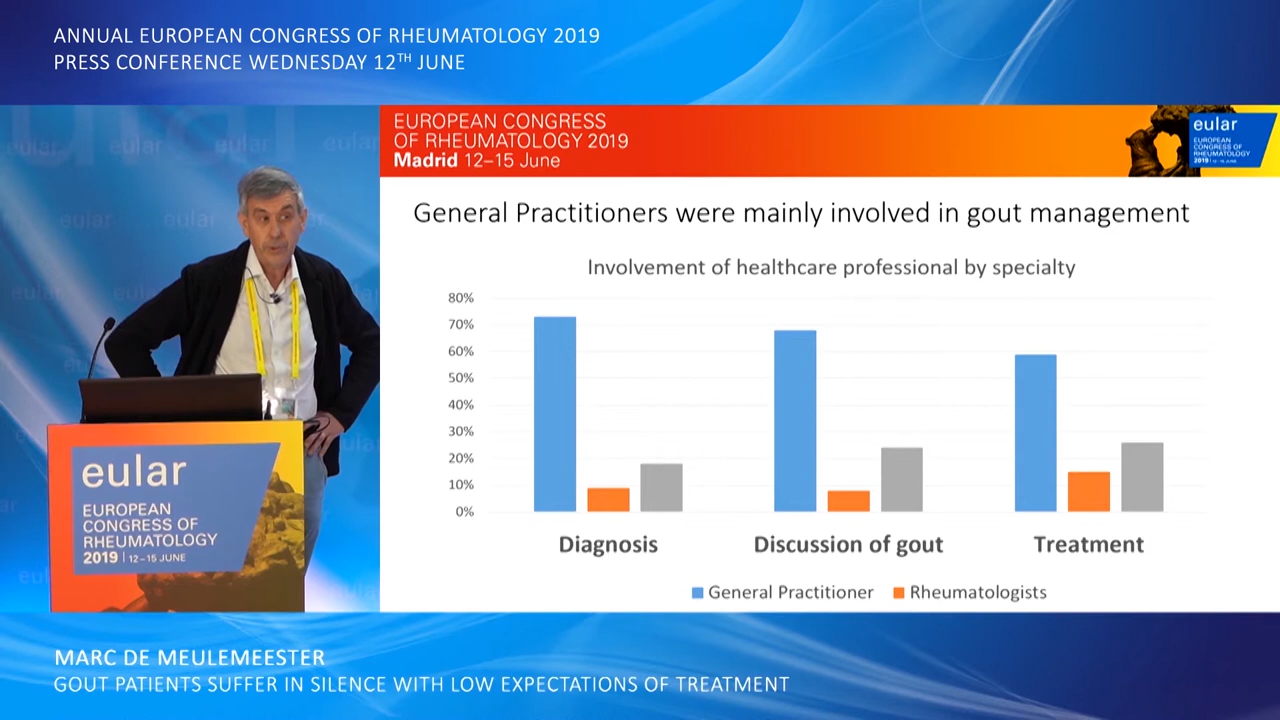 ANNUAL EUROPEAN CONGRESS OF RHEUMATOLOGY 2019
PRESS CONFERENCE WEDNESDAY 12TH JUNE
EUROPEAN CONGRESS
OF RHEUMATOLOGY 2019
Madrid 12–15 June
eular
EUROPEAN
CONGRESS OF
RHEUMATOLOGY
2019 | 12–15 JUNE
General Practitioners were mainly involved in gout management
Involvement of healthcare professional by specialty
80%
70%
60%
50%
40%
30%
20%
10%
0%
Diagnosis Discussion of gout Treatment
General Practitioner Rheumatologists
eular
EUROPEAN
CONGRESS OF
RHEUMATOLOGY
2019 | 12–15 JUNE
MARC DE MEULEMEESTER
GOUT PATIENTS SUFFER IN SILENCE WITH LOW EXPECTATIONS OF TREATMENT